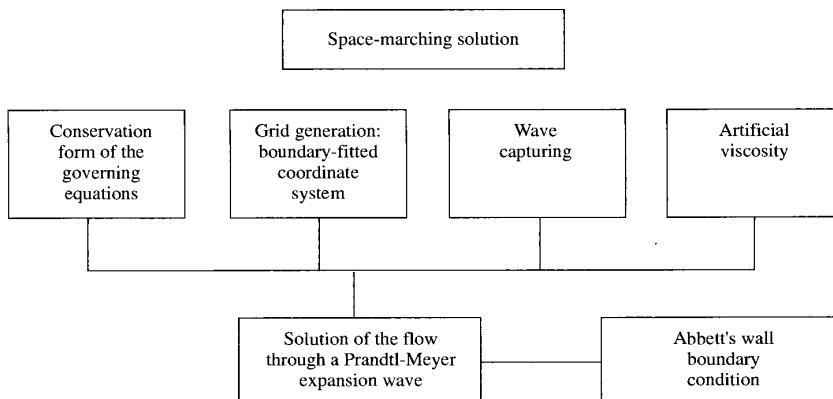 Space-marching solution
Conservation
form of the
governing
equations
Grid generation:
boundary-fitted
coordinate
system
Wave
capturing
Artificial
viscosity
Solution of the flow
through a Prandtl-Meyer
expansion wave
Abbett's wall
boundary
condition